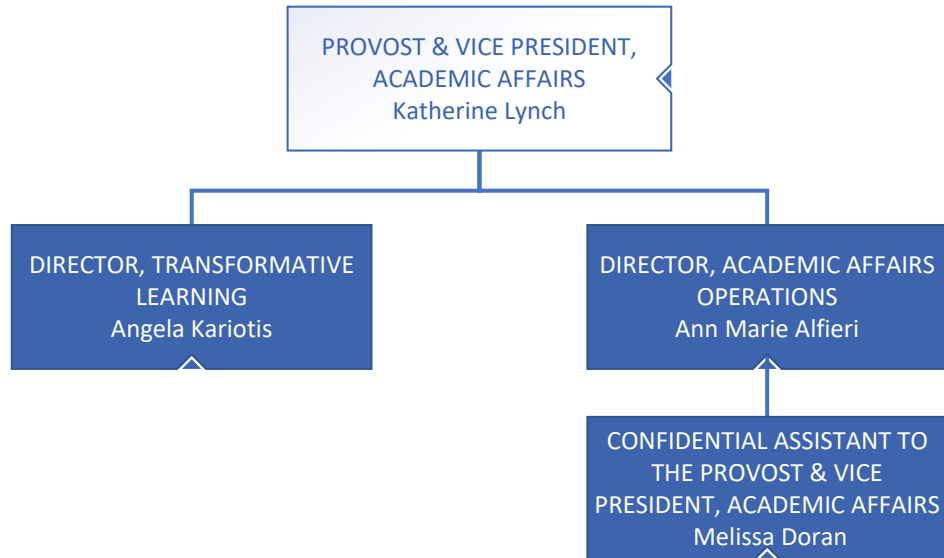 PROVOST & VICE PRESIDENT,
ACADEMIC AFFAIRS
Katherine Lynch
DIRECTOR, TRANSFORMATIVE
LEARNING
Angela Kariotis
DIRECTOR, ACADEMIC AFFAIRS
OPERATIONS
Ann Marie Alfieri
CONFIDENTIAL ASSISTANT TO
THE PROVOST & VICE
PRESIDENT, ACADEMIC AFFAIRS
Melissa Doran